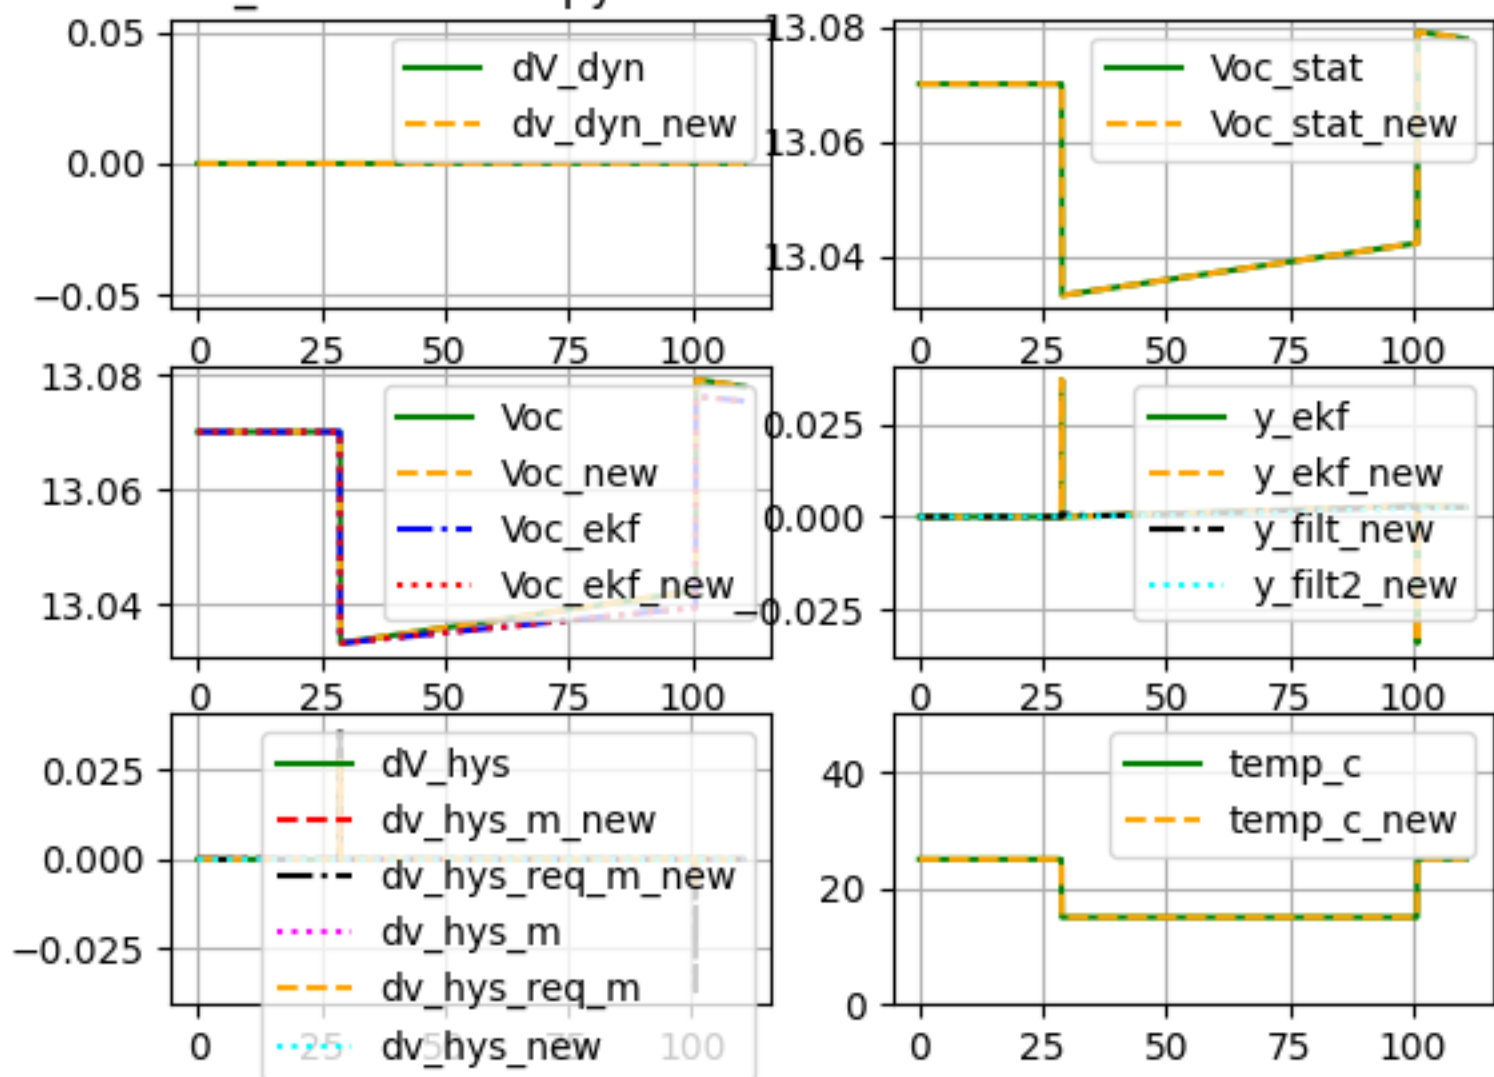 0.05
0.00
−0.05
dV_dyn
dv_dyn_new
0 25 50 75 100
13.08
13.06
13.04
Voc_stat
Voc_stat_new
0 25 50 75 100
13.08
13.06
13.04
Voc
Voc_new
Voc_ekf
Voc_ekf_new
0 25 50 75 100
0.025
0.000
−0.025
y_ekf
y_ekf_new
y_filt_new
y_filt2_new
0 25 50 75 100
0.025
0.000
−0.025
dV_hys
dv_hys_m_new
dv_hys_req_m_new
dv_hys_m
dv_hys_req_m
dv_hys_new
0 25 50 100
40
20
0
temp_c
temp_c_new
0 25 50 75 100